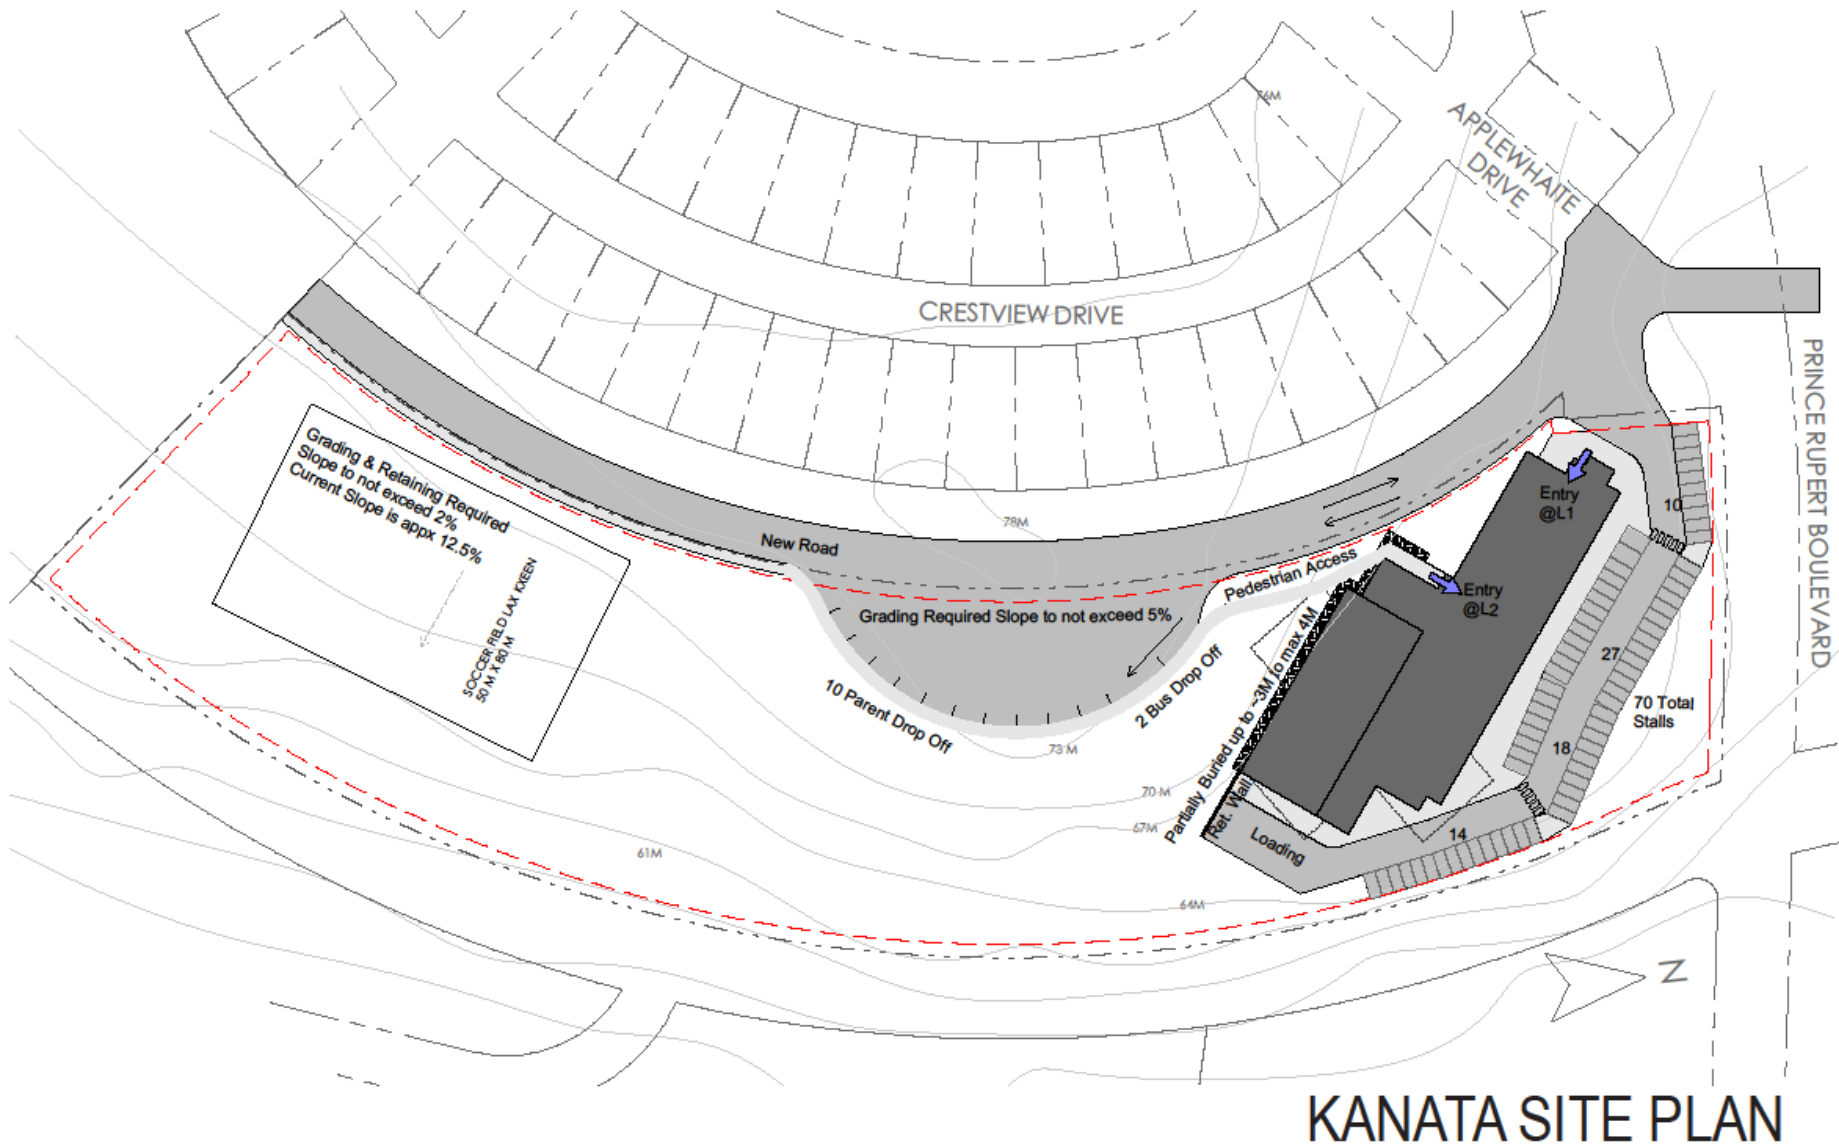 76M
APPLEWHAITE
DRIVE
CRESTVIEW DRIVE
PRINCE RUPERT BOULEVARD
Grading & Retaining Required
Slope to not exceed 2%
Current Slope is appx 12.5%
SOCCER FIELD LAX KXEEN
50 M X 80 M
78M
New Road
Pedestrian Access
Entry
@L1
10
Entry
@L2
Grading Required Slope to not exceed 5%
10 Parent Drop Off
2 Bus Drop Off
Partially Buried up to ~3M to max 4M
Ret. Wall
27
70 Total
Stalls
18
14
Loading
73 M
70 M
67M
61M
64M
N
KANATA SITE PLAN